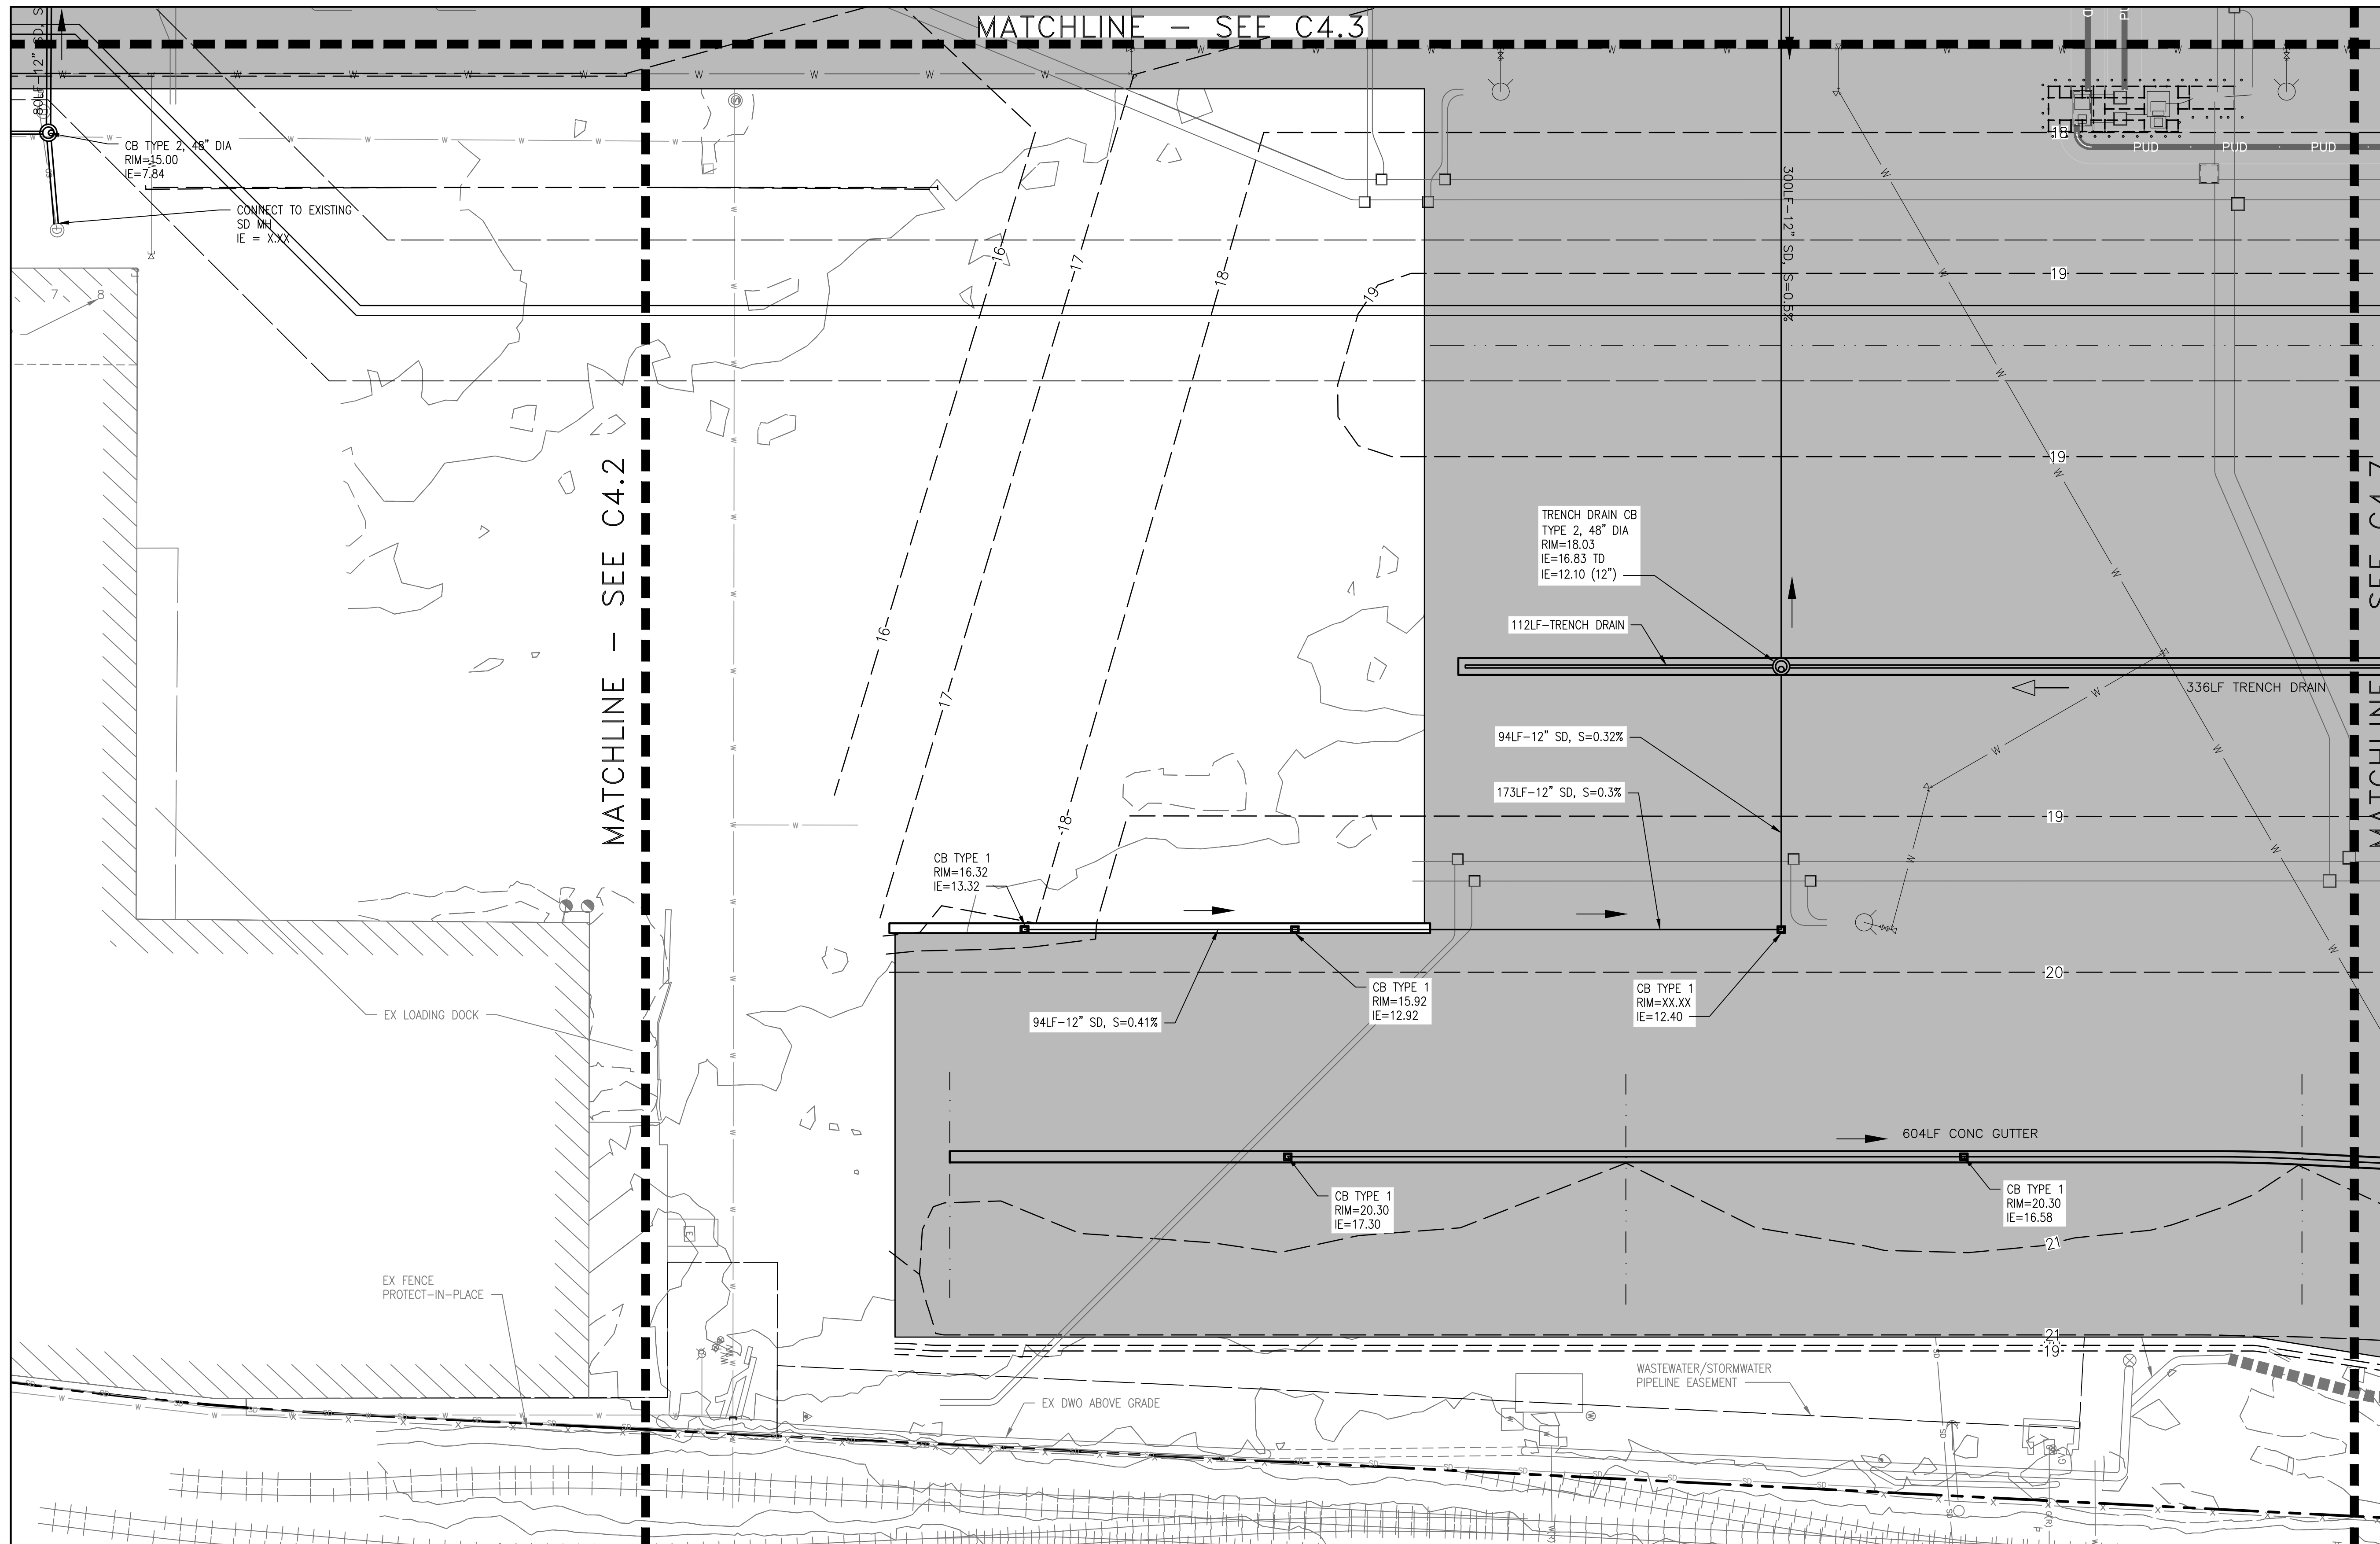 MATCHLINE – SEE C4.3
80LF–12" SD, S
CB TYPE 2, 48" DIA
RIM=15.00
IE=7.84
CONNECT TO EXISTING
SD MH
IE = X.XX
7
8
MATCHLINE – SEE C4.2
16
17
18
19
18
19
19
PUD
PUD
PUD
300LF–12" SD, S=0.5%
TRENCH DRAIN CB
TYPE 2, 48" DIA
RIM=18.03
IE=16.83 TD
IE=12.10 (12")
112LF–TRENCH DRAIN
336LF TRENCH DRAIN
16
17
18
94LF–12" SD, S=0.32%
173LF–12" SD, S=0.3%
19
CB TYPE 1
RIM=16.32
IE=13.32
20
CB TYPE 1
RIM=15.92
IE=12.92
CB TYPE 1
RIM=XX.XX
IE=12.40
94LF–12" SD, S=0.41%
EX LOADING DOCK
604LF CONC GUTTER
CB TYPE 1
RIM=20.30
IE=17.30
CB TYPE 1
RIM=20.30
IE=16.58
21
EX FENCE
PROTECT–IN–PLACE
21
19
WASTEWATER/STORMWATER
PIPELINE EASEMENT
EX DWO ABOVE GRADE